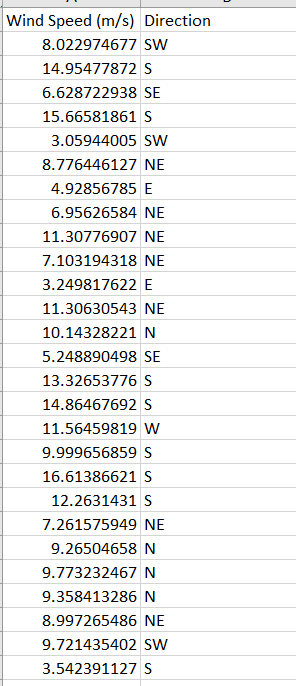 Wind Speed (m/s) Direction
8.022974677 SW
14.95477872 S
6.628722938 SE
15.66581861 S
3.05944005 SW
8.776446127 NE
4.92856785 E
6.95626584 NE
11.30776907 NE
7.103194318 NE
3.249817622 E
11.30630543 NE
10.14328221 N
5.248890498 SE
13.32653776 S
14.86467692 S
11.56459819 W
9.999656859 S
16.61386621 S
12.2631431 S
7.261575949 NE
9.26504658 N
9.773232467 N
9.358413286 N
8.997265486 NE
9.721435402 SW
3.542391127 S